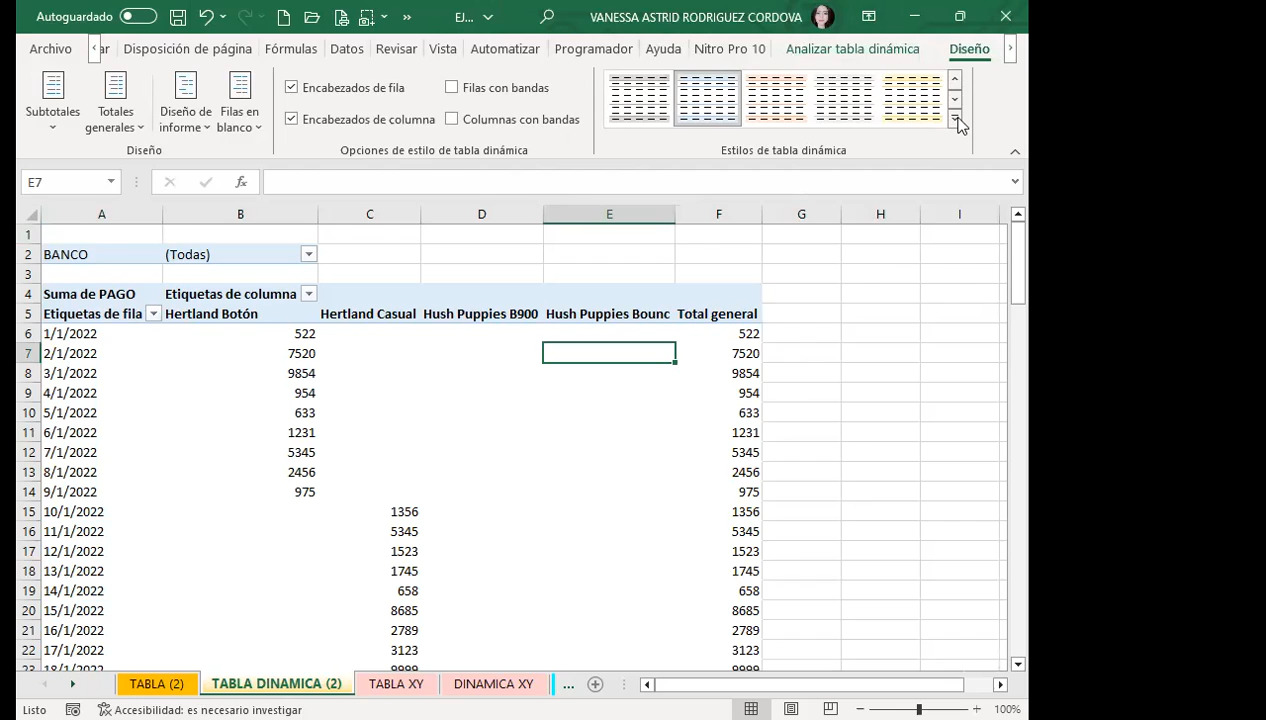 Autoguardado EJ... VANESSA ASTRID RODRIGUEZ CORDOVA
Archivo ar Disposición de página Fórmulas Datos Revisar Vista Automatizar Programador Ayuda Nitro Pro 10 Analizar tabla dinámica Diseño
Subtotales Totales generales Diseño de informe Filas en blanco
Encabezados de fila Filas con bandas
Encabezados de columna Columnas con bandas
Diseño Opciones de estilo de tabla dinámica Estilos de tabla dinámica
E7 fx
A B C D E F G H I
1
2 BANCO (Todas)
3
4 Suma de PAGO Etiquetas de columna
5 Etiquetas de fila Hertland Botón Hertland Casual Hush Puppies B900 Hush Puppies Bounc Total general
6 1/1/2022 522 522
7 2/1/2022 7520 7520
8 3/1/2022 9854 9854
9 4/1/2022 954 954
10 5/1/2022 633 633
11 6/1/2022 1231 1231
12 7/1/2022 5345 5345
13 8/1/2022 2456 2456
14 9/1/2022 975 975
15 10/1/2022 1356 1356
16 11/1/2022 5345 5345
17 12/1/2022 1523 1523
18 13/1/2022 1745 1745
19 14/1/2022 658 658
20 15/1/2022 8685 8685
21 16/1/2022 2789 2789
22 17/1/2022 3123 3123
23 18/1/2022 9999 9999
TABLA (2) TABLA DINAMICA (2) TABLA XY DINAMICA XY ...
Listo Accesibilidad: es necesario investigar 100%